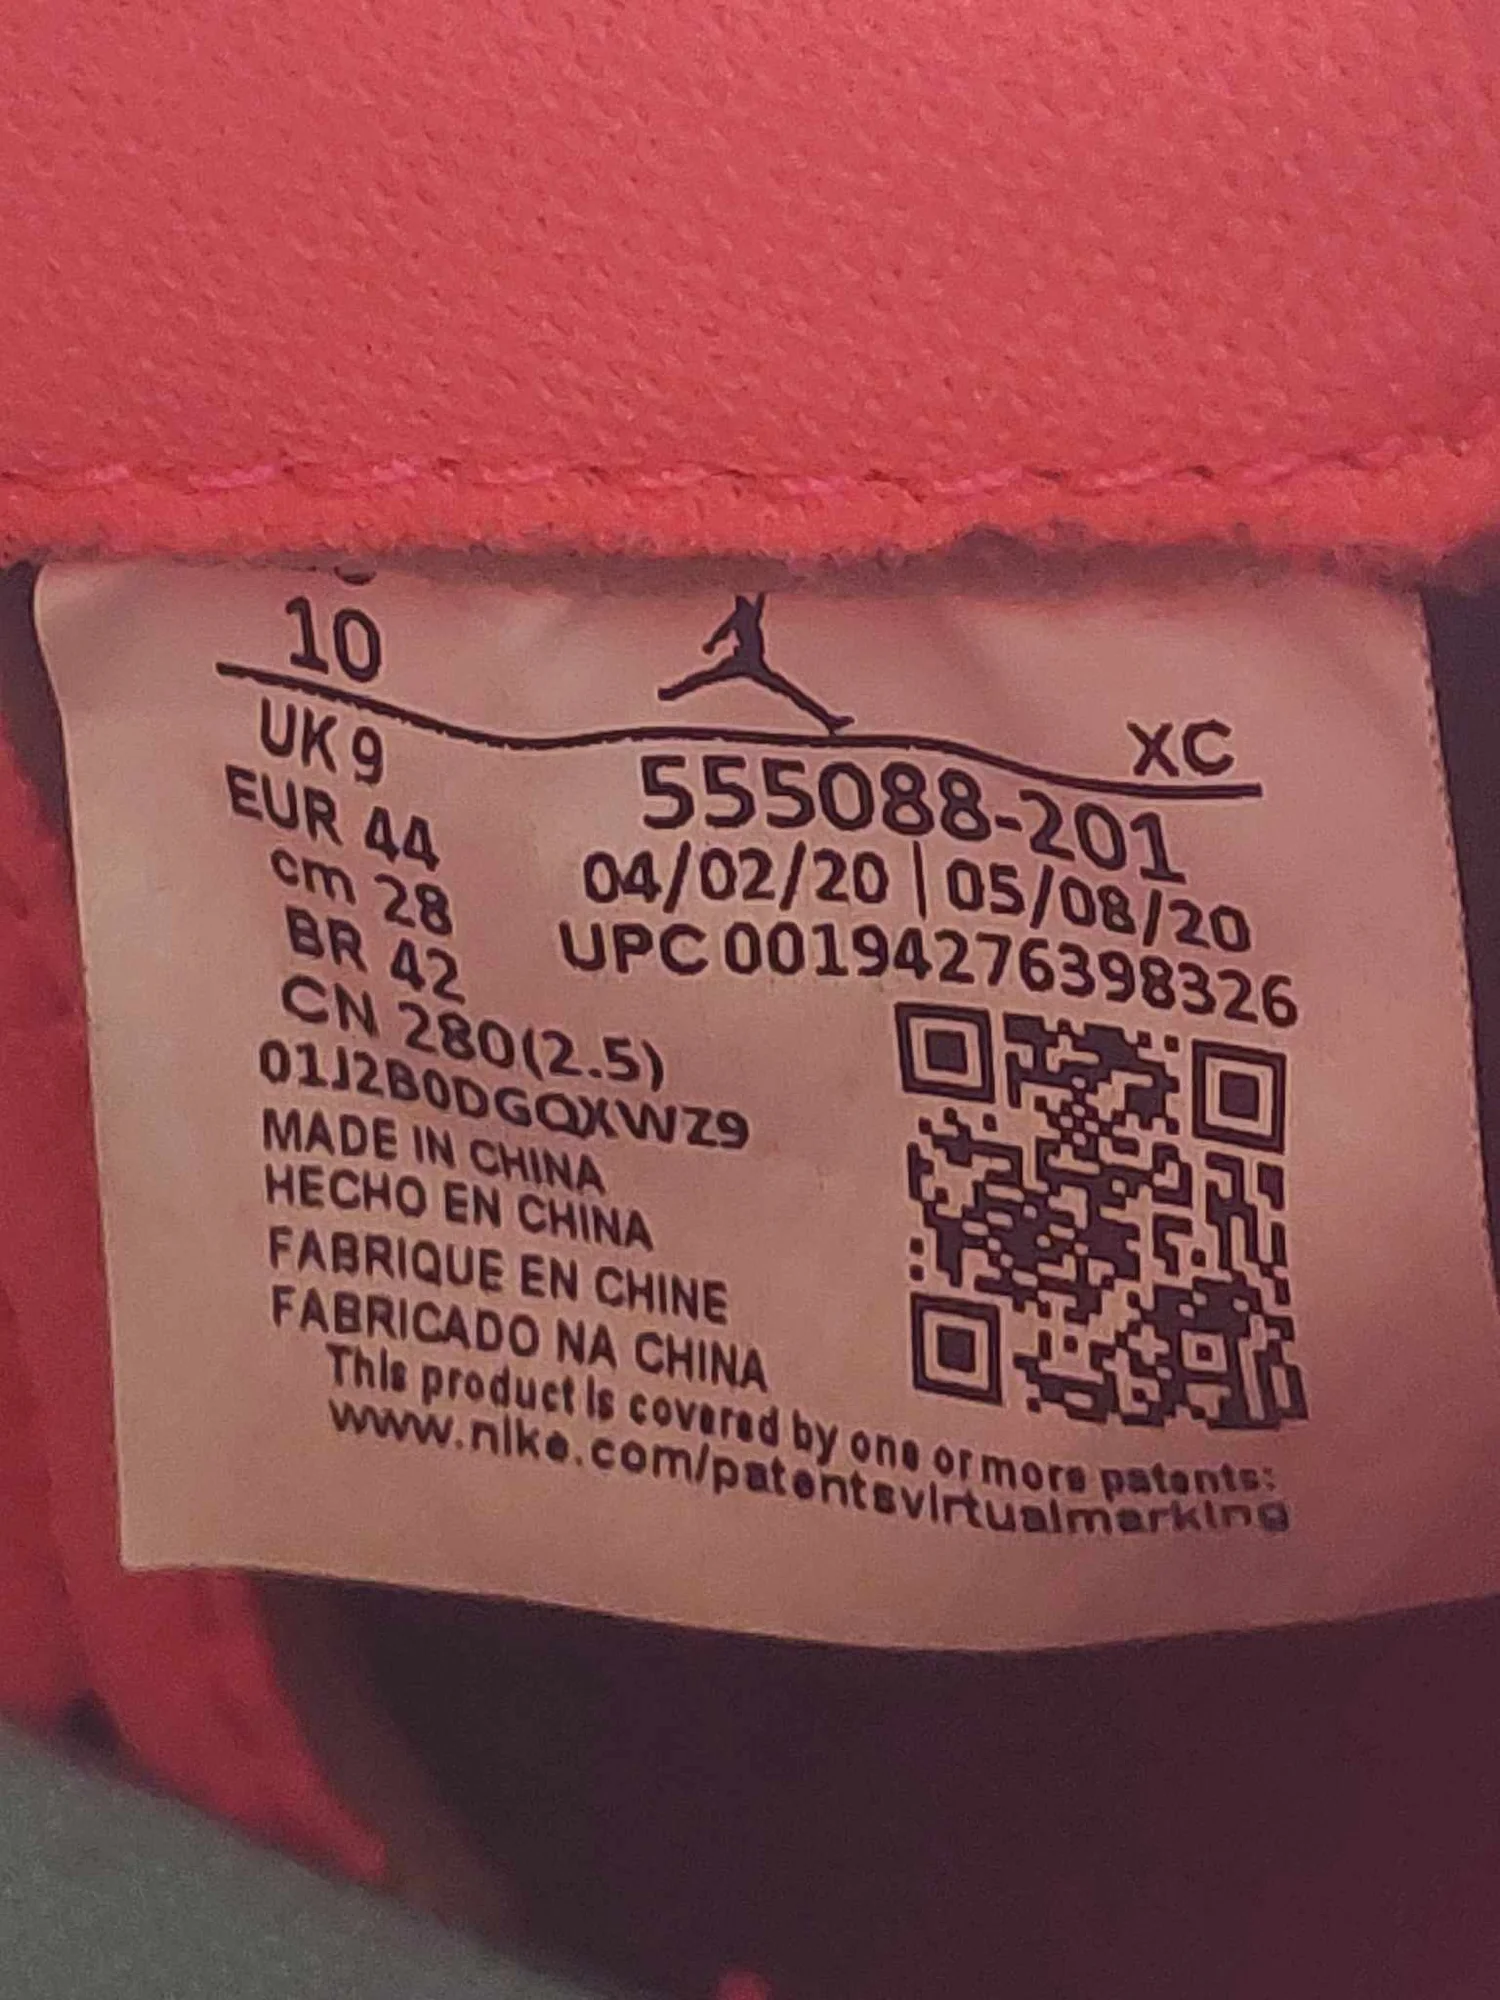 10
XC
UK 9
EUR 44
cm 28
BR 42
CN 280(2.5)
555088-201
04/02/20 | 05/08/20
UPC 00194276398326
01J2B0DGQXWZ9
MADE IN CHINA
HECHO EN CHINA
FABRIQUE EN CHINE
FABRICADO NA CHINA
This product is covered by one or more patents:
www.nike.com/patentsvirtualmarking